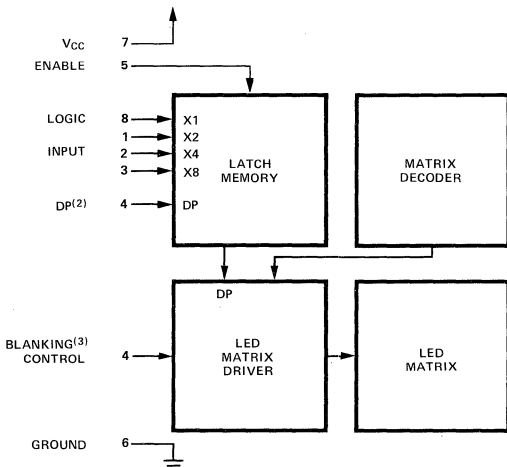 VCC 7
ENABLE 5
LOGIC 8 X1
1 X2
INPUT 2 X4
3 X8
DP(2) 4 DP
LATCH
MEMORY
MATRIX
DECODER
DP
BLANKING(3)
CONTROL 4
LED
MATRIX
DRIVER
LED
MATRIX
GROUND 6